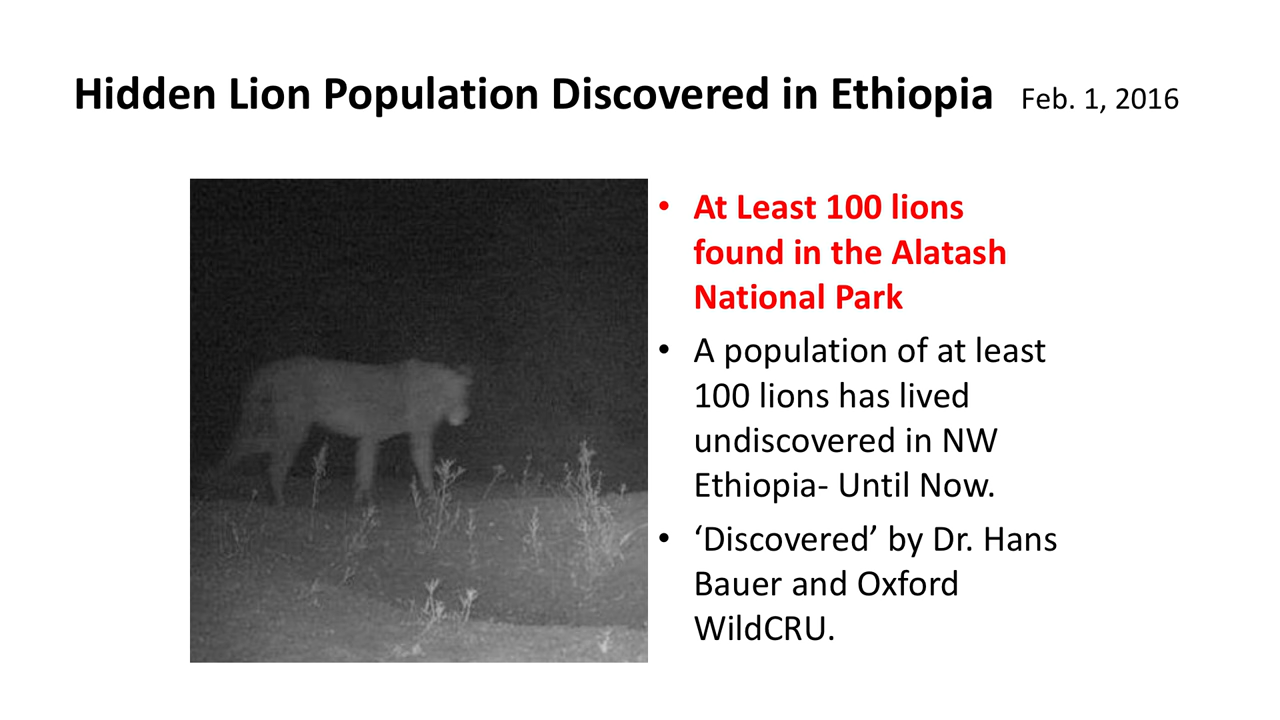 Hidden Lion Population Discovered in Ethiopia Feb. 1, 2016
• At Least 100 lions
found in the Alatash
National Park
• A population of at least
100 lions has lived
undiscovered in NW
Ethiopia- Until Now.
• ‘Discovered’ by Dr. Hans
Bauer and Oxford
WildCRU.